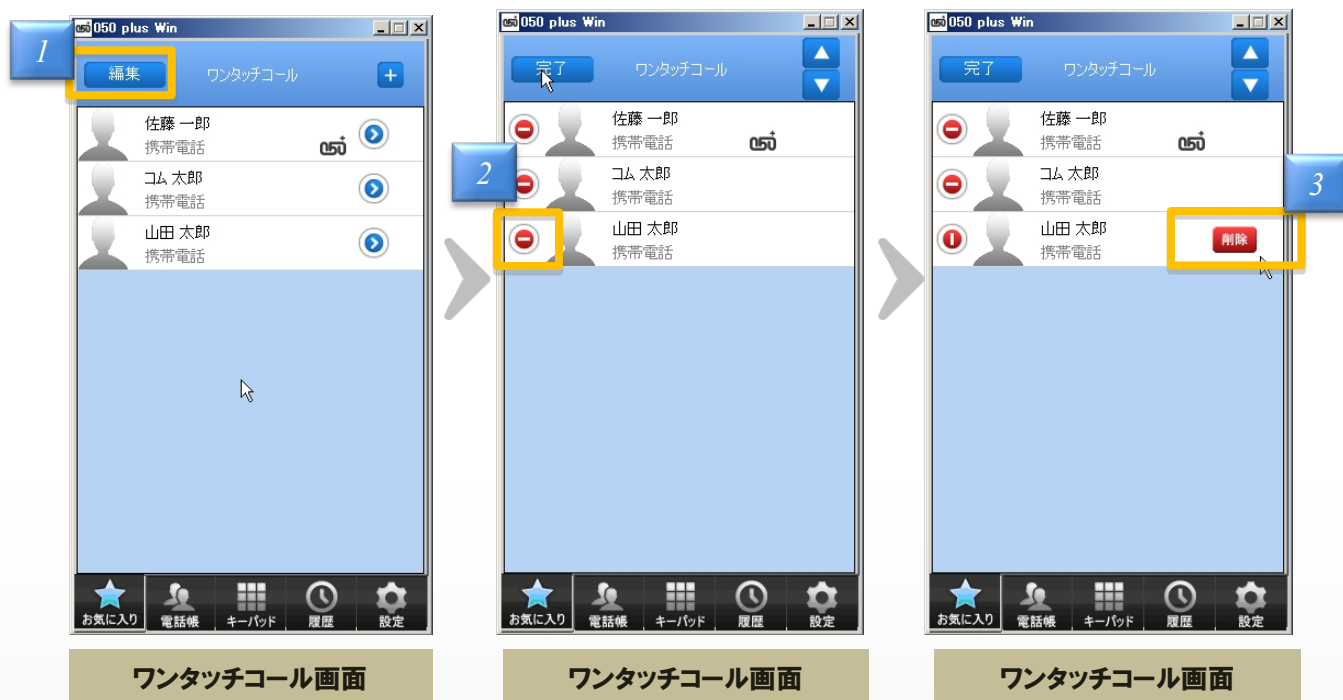 1
050 plus Win
編集
ワンタッチコール
+
佐藤 一郎
携帯電話
050+
コム 太郎
携帯電話
山田 太郎
携帯電話
お気に入り
電話帳
キーパッド
履歴
設定
ワンタッチコール画面
2
050 plus Win
完了
ワンタッチコール
佐藤 一郎
携帯電話
050+
コム 太郎
携帯電話
山田 太郎
携帯電話
お気に入り
電話帳
キーパッド
履歴
設定
ワンタッチコール画面
3
050 plus Win
完了
ワンタッチコール
佐藤 一郎
携帯電話
050+
コム 太郎
携帯電話
山田 太郎
携帯電話
削除
お気に入り
電話帳
キーパッド
履歴
設定
ワンタッチコール画面